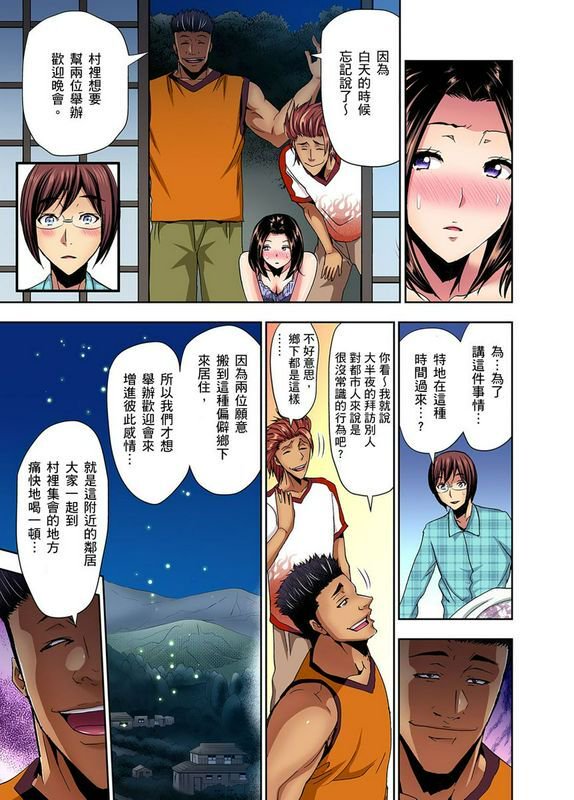 因為
白天的時候
忘記說了～
村裡想要
幫兩位舉辦
歡迎晚會。
為…為了
講這件事情…
特地在這種
時間過來…?
你看～我就說
大半夜的拜訪別人
對都市人來說是
很沒常識的行為吧?
不好意思，
鄉下都是這樣
……
因為兩位願意
搬到這種偏僻鄉下
來居住，
所以我們才想
舉辦歡迎會來
增進彼此感情…
就是這附近的鄰居
大家一起到
村裡集會的地方
痛快地喝一頓…